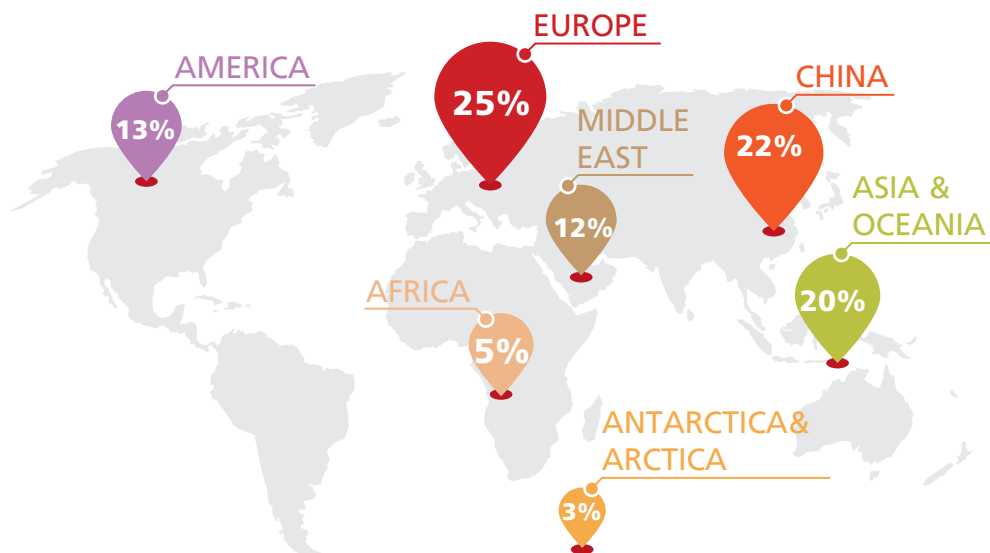 EUROPE
25%
AMERICA
13%
CHINA
22%
MIDDLE
EAST
12%
ASIA &
OCEANIA
20%
AFRICA
5%
ANTARCTICA&
ARCTICA
3%